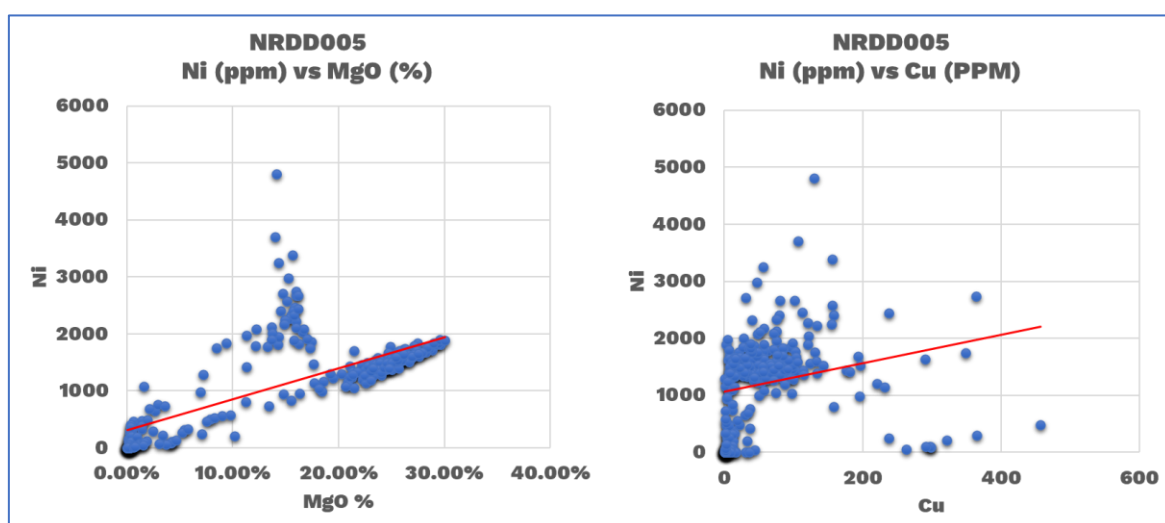 NRDD005
Ni (ppm) vs MgO (%)
6000
5000
4000
3000
2000
1000
0
Ni
0.00% 10.00% 20.00% 30.00% 40.00%
MgO %
NRDD005
Ni (ppm) vs Cu (PPM)
6000
5000
4000
3000
2000
1000
0
Ni
0 200 400 600
Cu